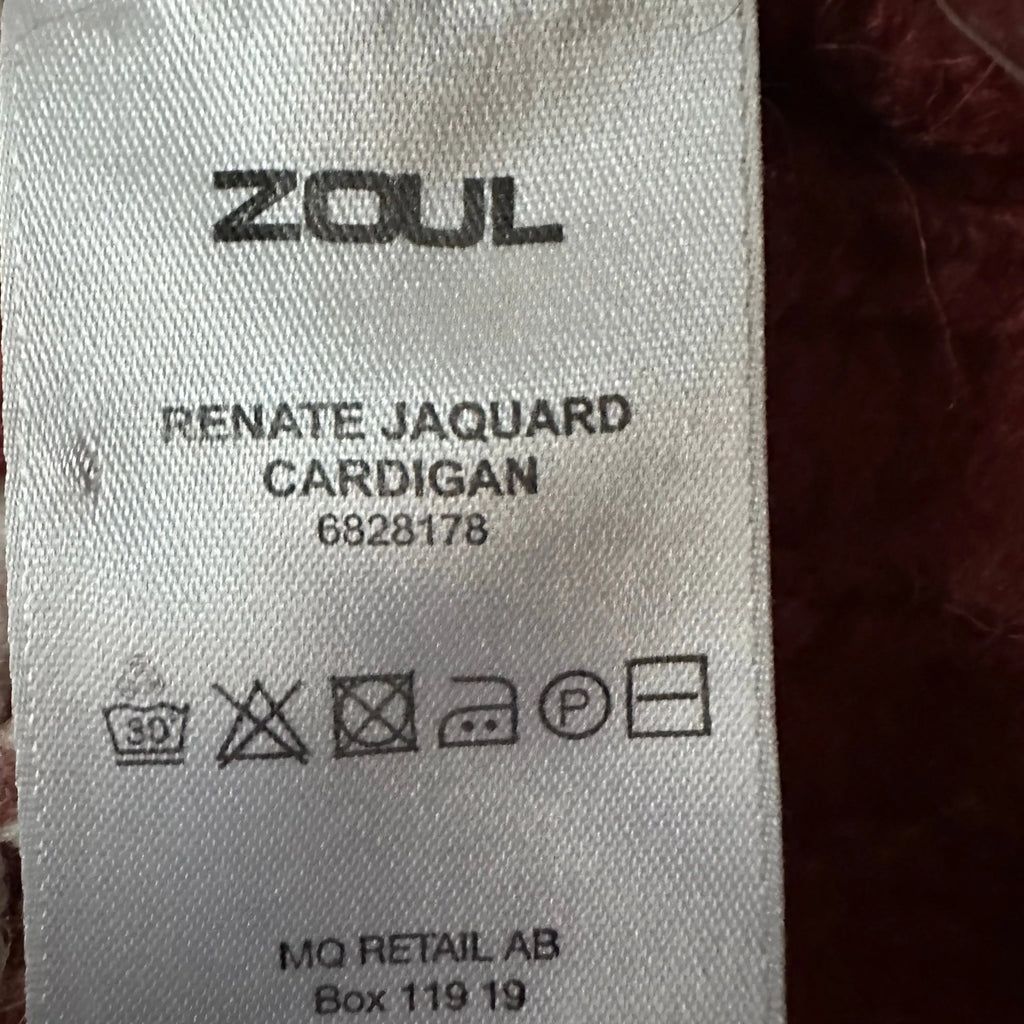 ZOUL
RENATE JAQUARD
CARDIGAN
6828178
30
P
MQ RETAIL AB
Box 119 19